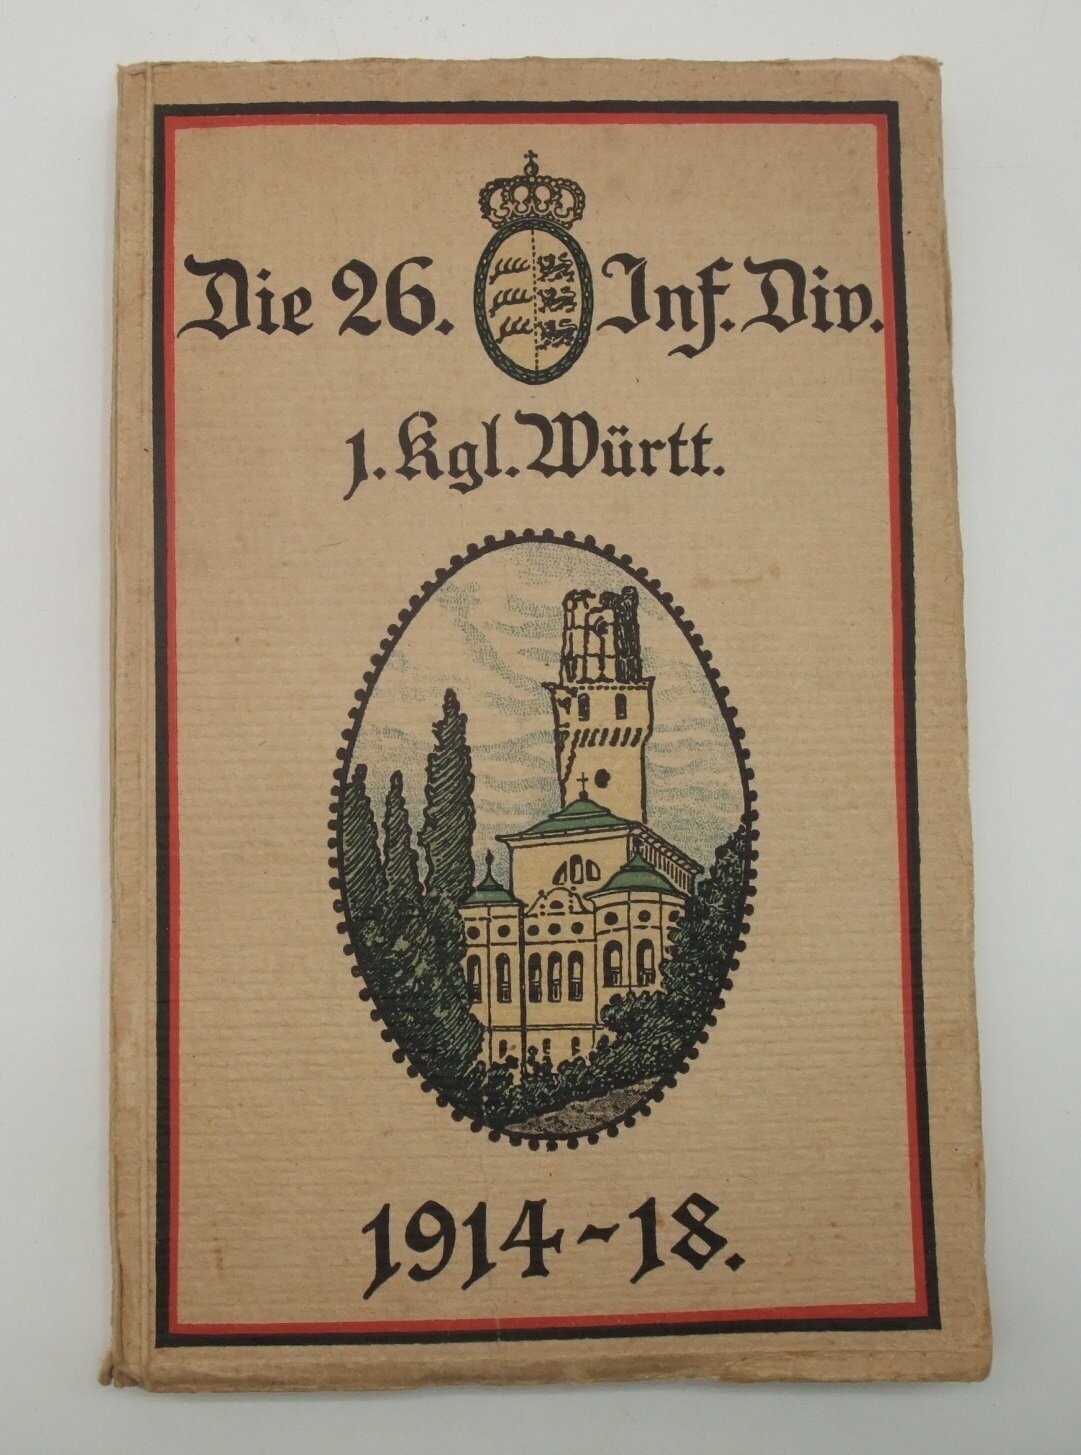 Die 26. Inf. Div.
1. Kgl. Württ.
1914-18.